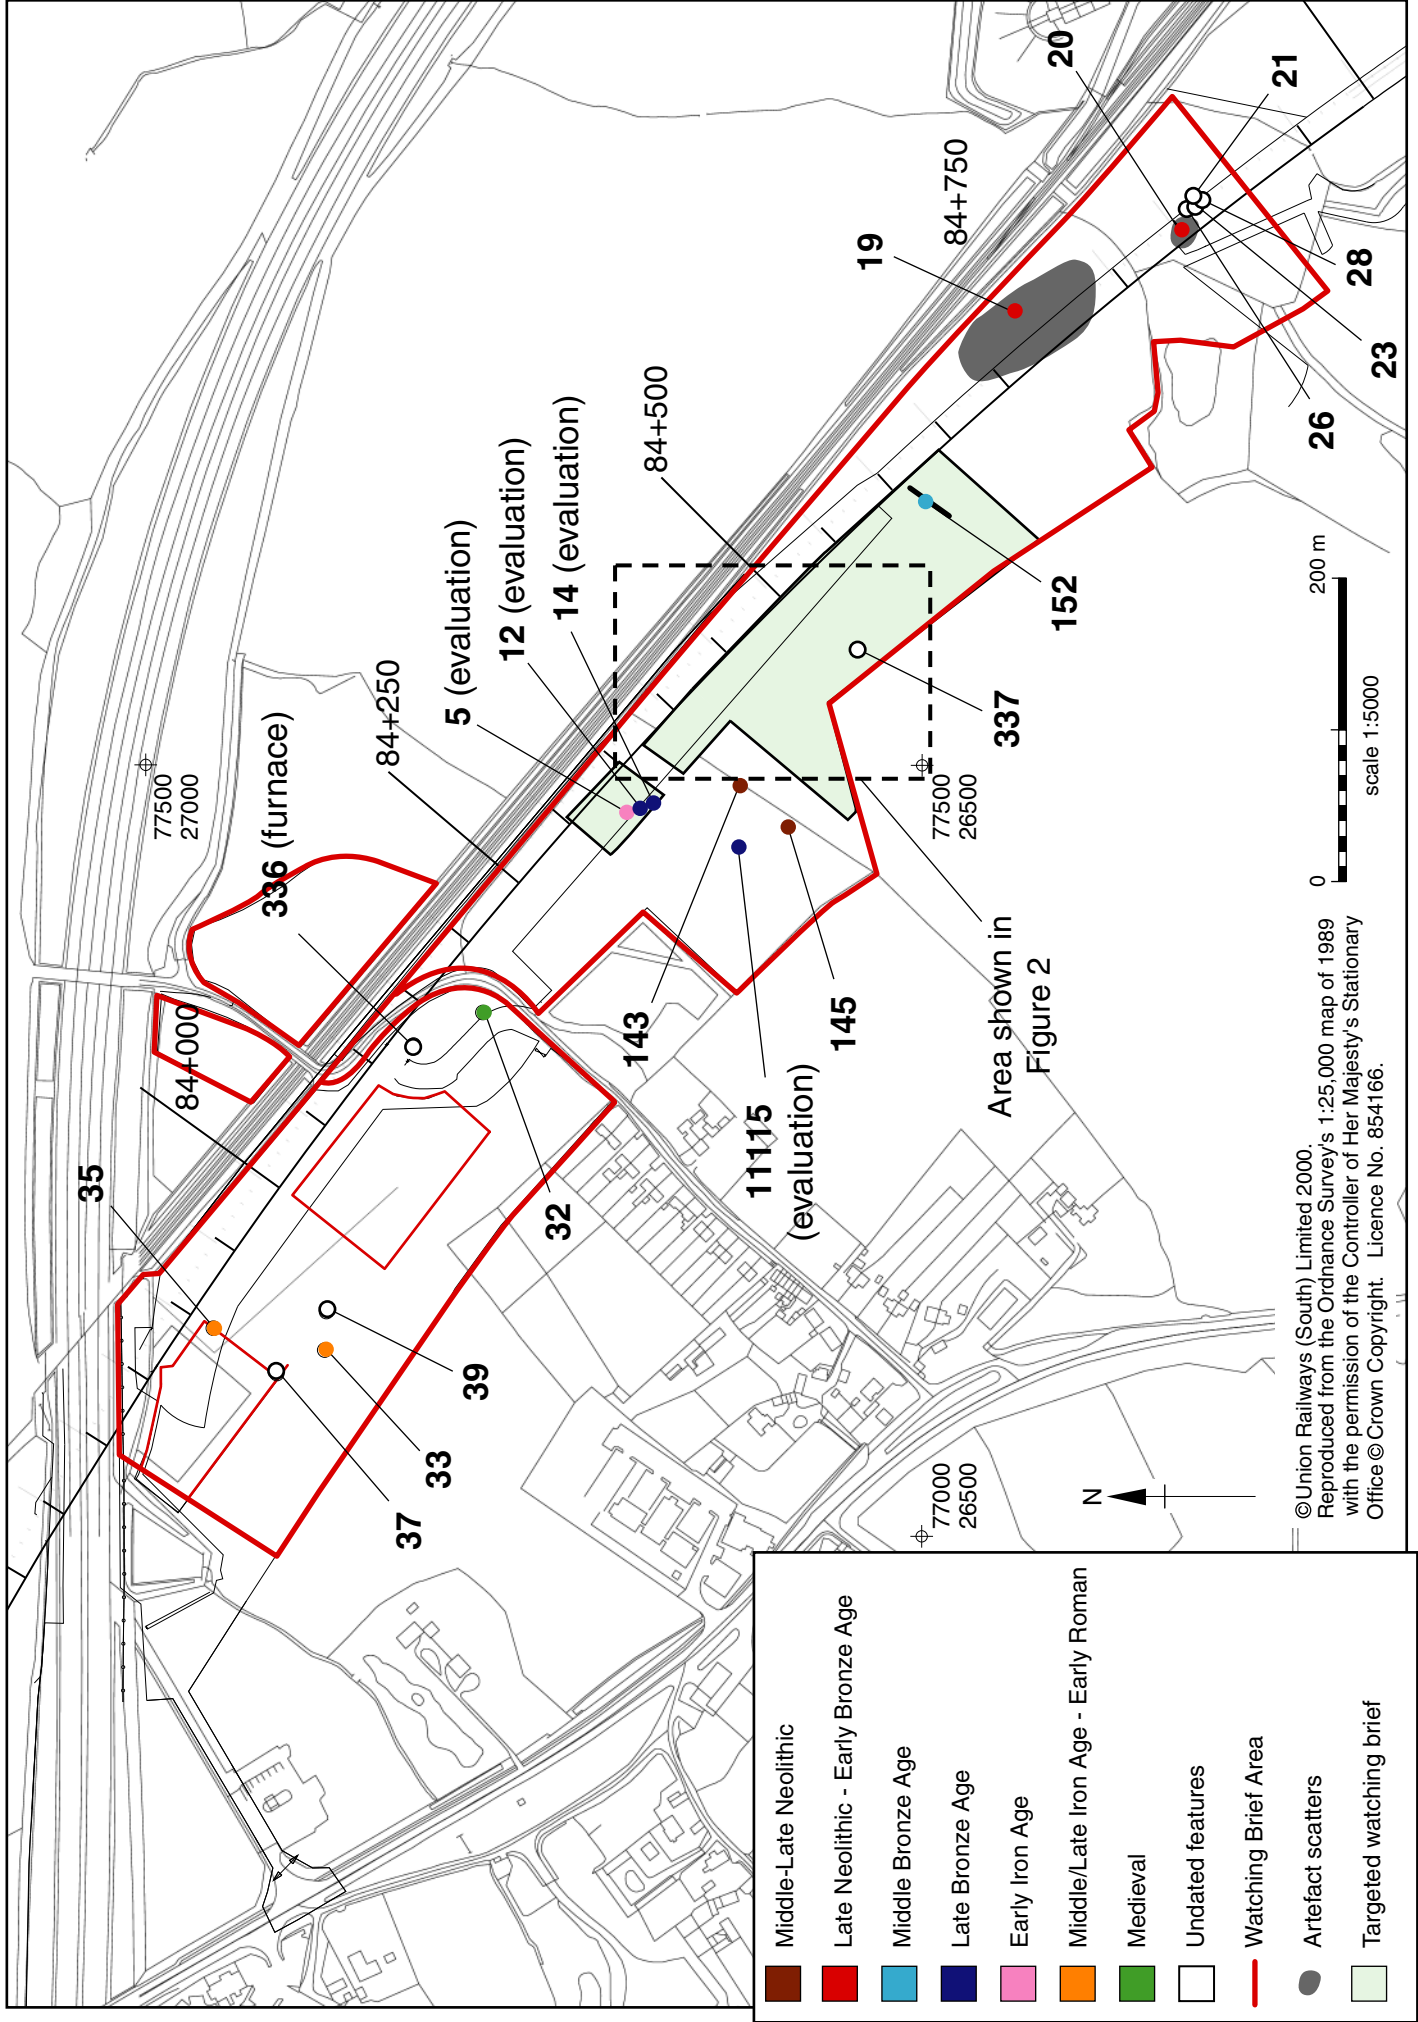 35
84+000
336 (furnace)
84+250
5 (evaluation)
12 (evaluation)
14 (evaluation)
84+500
19
84+750
20
21
77500
27000
37
33
39
32
11115
(evaluation)
143
145
Area shown in
Figure 2
337
77500
26500
152
26
23
28
77000
26500
N
0
200 m
scale 1:5000
Middle-Late Neolithic
Late Neolithic - Early Bronze Age
Middle Bronze Age
Late Bronze Age
Early Iron Age
Middle/Late Iron Age - Early Roman
Medieval
Undated features
Watching Brief Area
Artefact scatters
Targeted watching brief
©Union Railways (South) Limited 2000.
Reproduced from the Ordnance Survey's 1:25,000 map of 1989
with the permission of the Controller of Her Majesty's Stationary
Office©Crown Copyright. Licence No. 854166.